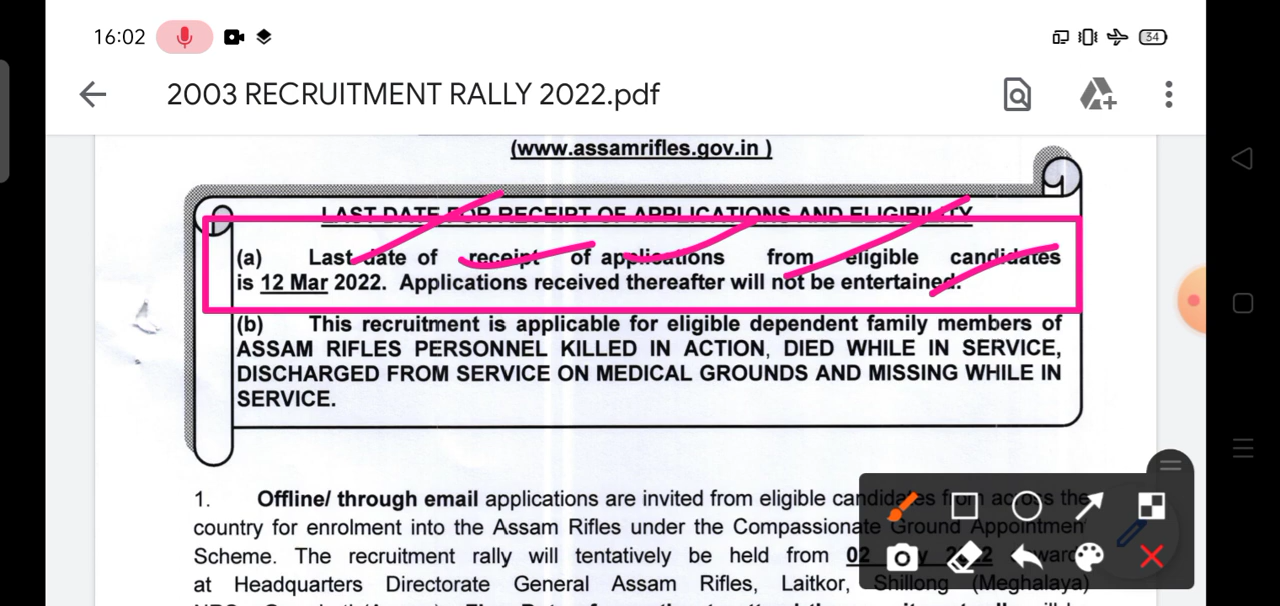 16:02
34
2003 RECRUITMENT RALLY 2022.pdf
(www.assamrifles.gov.in )
LAST DATE FOR RECEIPT OF APPLICATIONS AND ELIGIBILITY
(a) Last date of receipt of applications from eligible candidates
is 12 Mar 2022. Applications received thereafter will not be entertained.
(b) This recruitment is applicable for eligible dependent family members of
ASSAM RIFLES PERSONNEL KILLED IN ACTION, DIED WHILE IN SERVICE,
DISCHARGED FROM SERVICE ON MEDICAL GROUNDS AND MISSING WHILE IN
SERVICE.
1. Offline/ through email applications are invited from eligible candidates from across the
country for enrolment into the Assam Rifles under the Compassionate Ground Appointmen
Scheme. The recruitment rally will tentatively be held from 02
at Headquarters Directorate General Assam Rifles, Laitkor, Shillong (Meghalaya)